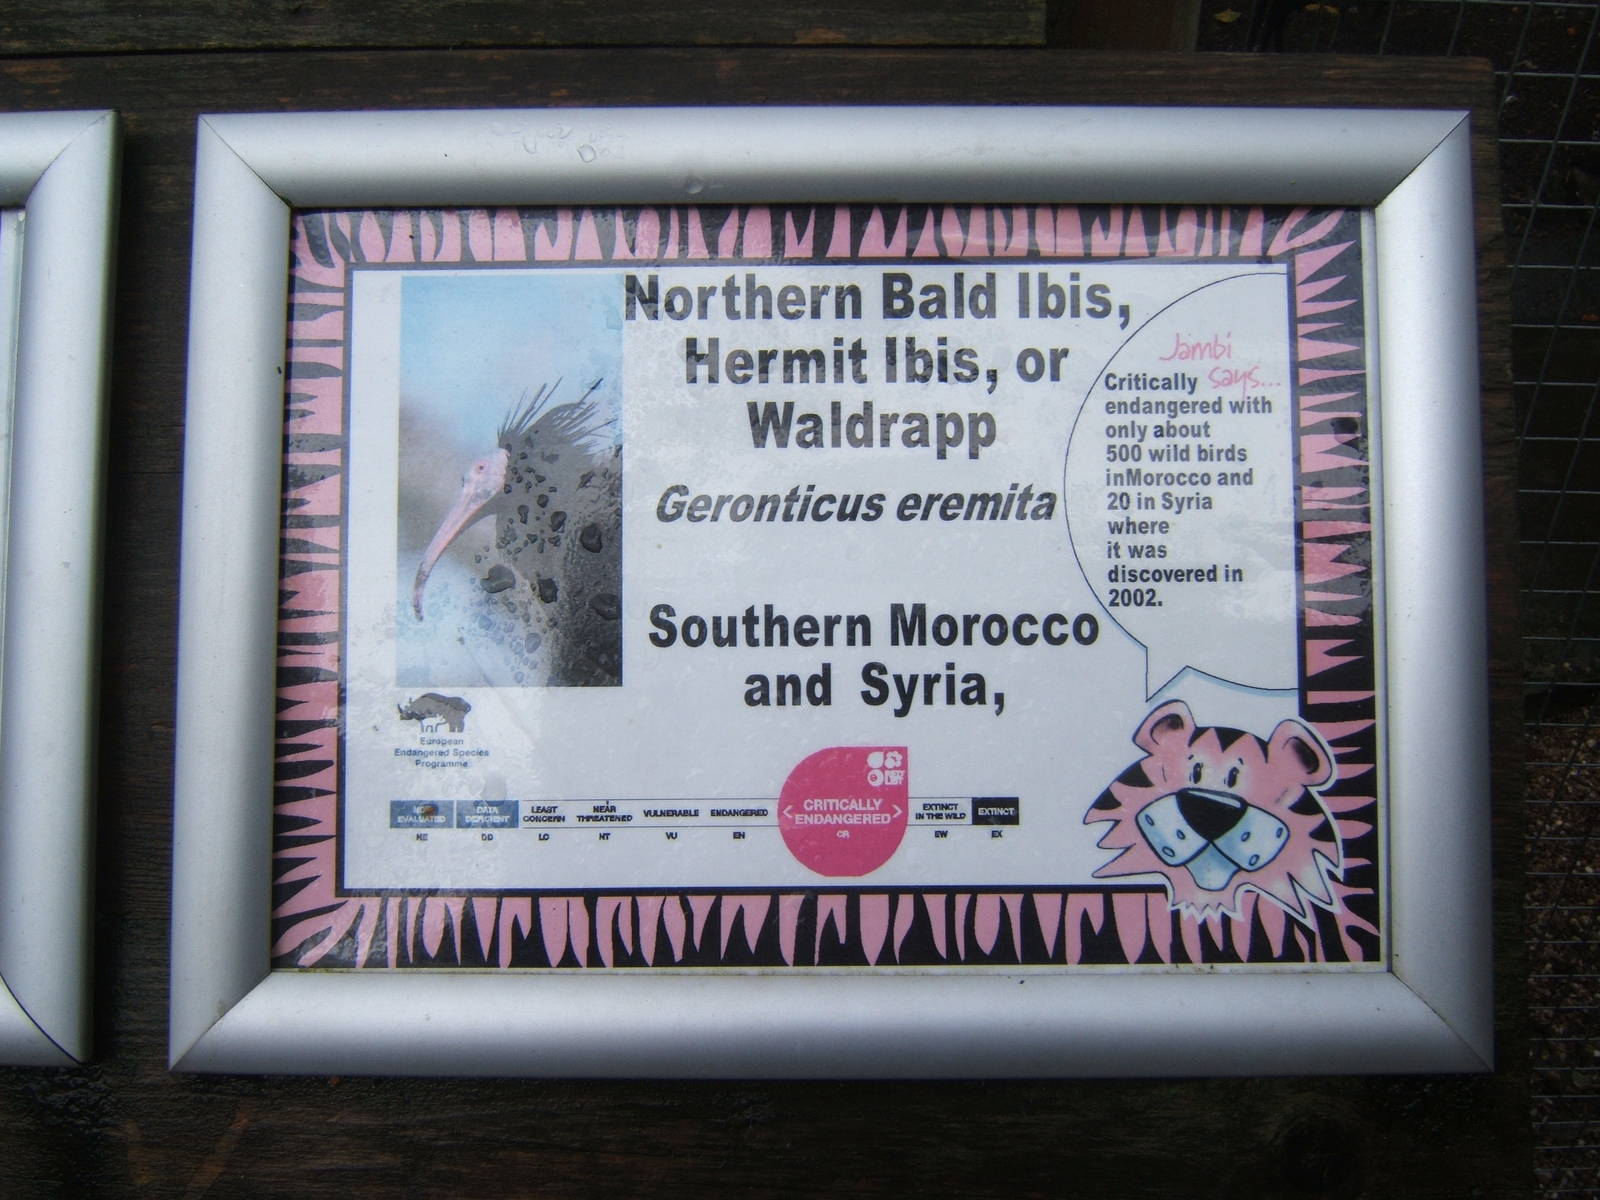 Northern Bald Ibis,
Hermit Ibis, or
Waldrapp
Geronticus eremita
Southern Morocco
and Syria,
Jambi
says...
Critically
endangered with
only about
500 wild birds
inMorocco and
20 in Syria
where
it was
discovered in
2002.
European
Endangered Species
Programme
NOT
EVALUATED
NE
DATA
DEFICIENT
DD
LEAST
CONCERN
LC
NEAR
THREATENED
NT
VULNERABLE
VU
ENDANGERED
EN
CRITICALLY
<ENDANGERED>
CR
EXTINCT
IN THE WILD
EW
EXTINCT
EX